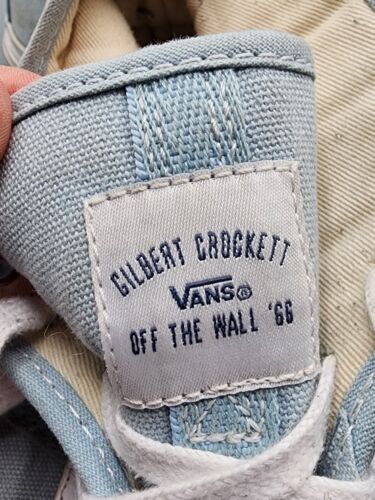 GILBERT CROCKETT
VANS®
OFF THE WALL '66